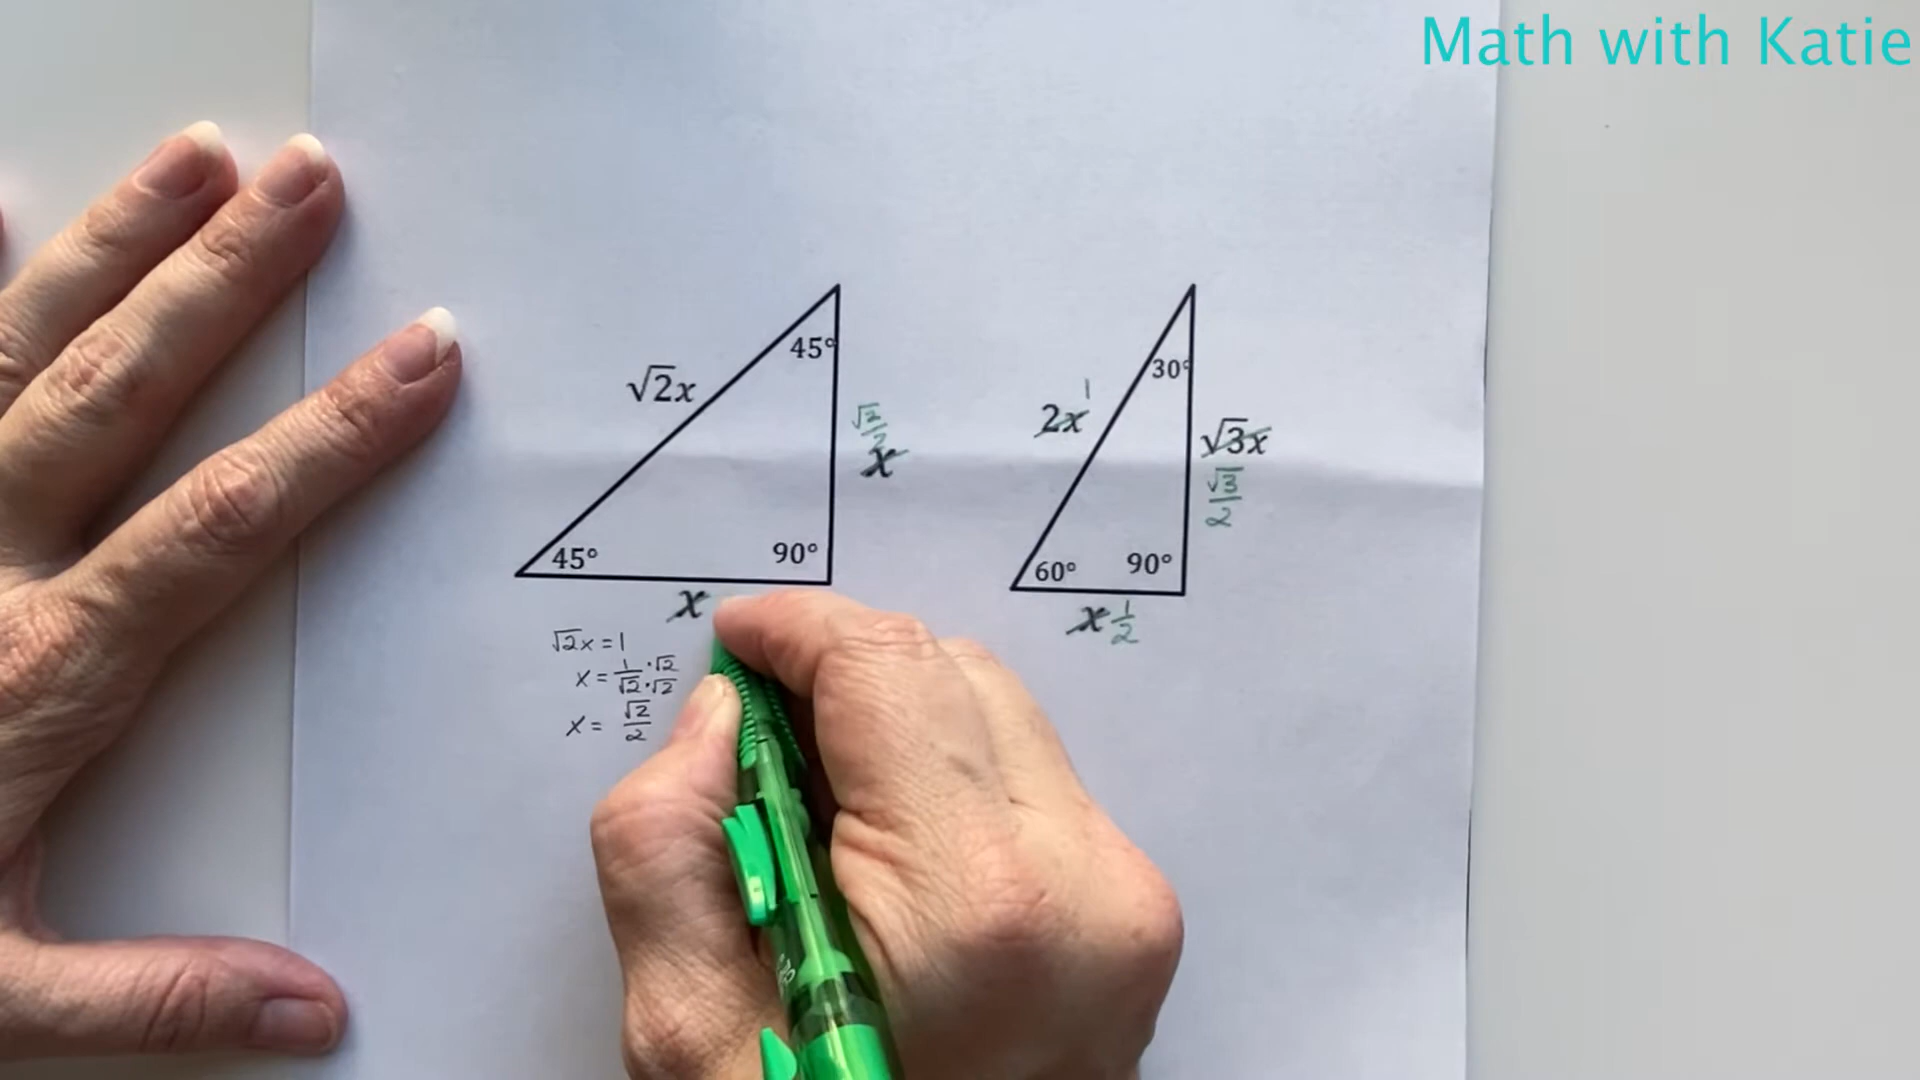 Math with Katie
45°
√2x
√2/2
x
45°
90°
x
√2x = 1
x = 1/√2 · √2/√2
x = √2/2
30°
1
2x
√3x
√3/2
60°
90°
x 1/2